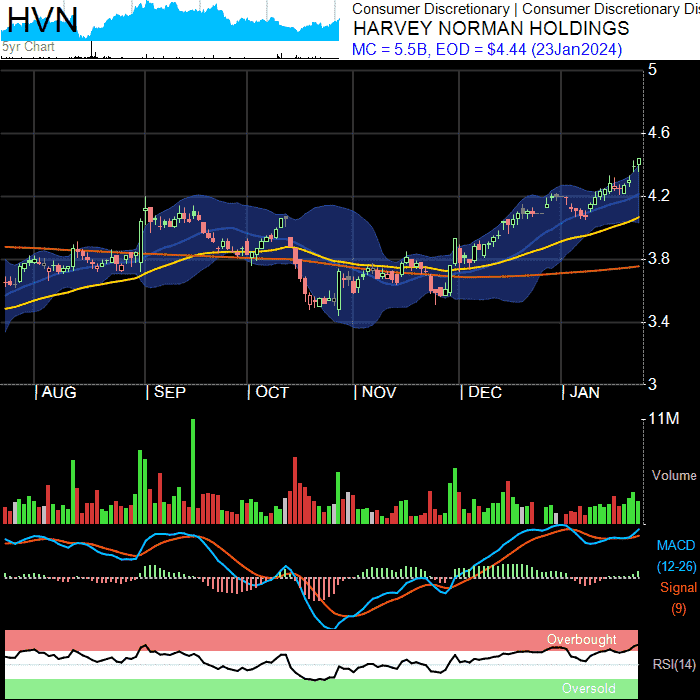 HVN
5yr Chart
Consumer Discretionary | Consumer Discretionary Dis
HARVEY NORMAN HOLDINGS
MC = 5.5B, EOD = $4.44 (23Jan2024)
5
4.6
4.2
3.8
3.4
3
| AUG | SEP | OCT | NOV | DEC | JAN
11M
Volume
MACD
(12-26)
Signal
(9)
Overbought
RSI(14)
Oversold